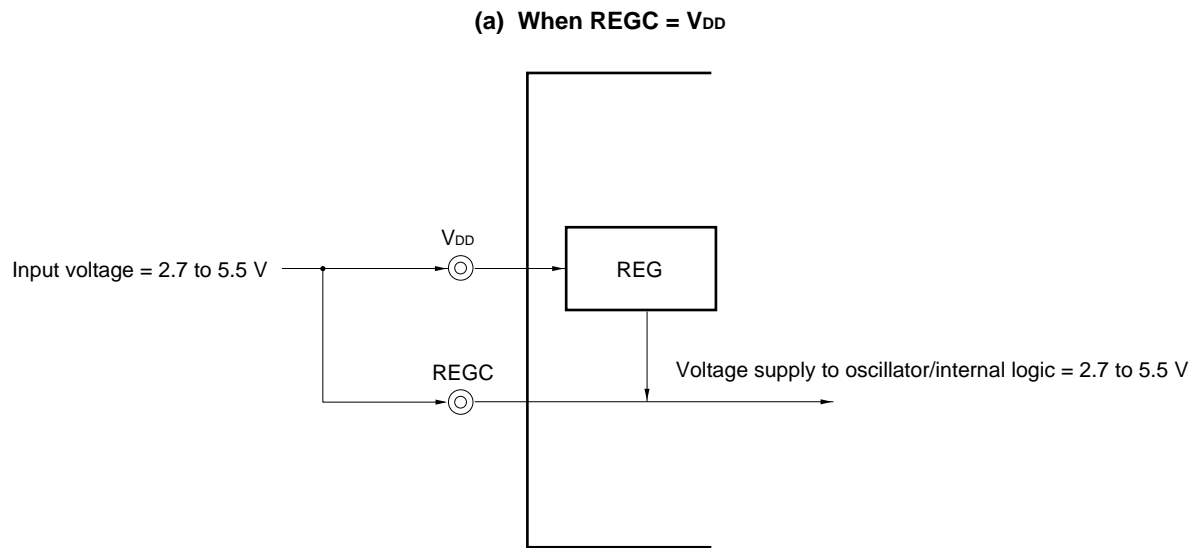 (a) When REGC = VDD
VDD
Input voltage = 2.7 to 5.5 V
REG
REGC
Voltage supply to oscillator/internal logic = 2.7 to 5.5 V